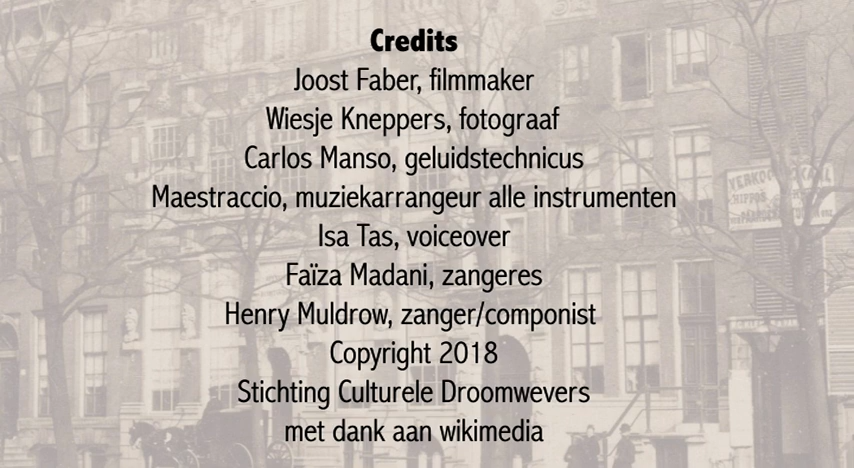 Credits
Joost Faber, filmmaker
Wiesje Kneppers, fotograaf
Carlos Manso, geluidstechnicus
Maestraccio, muziekarrangeur alle instrumenten
Isa Tas, voiceover
Faïza Madani, zangeres
Henry Muldrow, zanger/componist
Copyright 2018
Stichting Culturele Droomwevers
met dank aan wikimedia